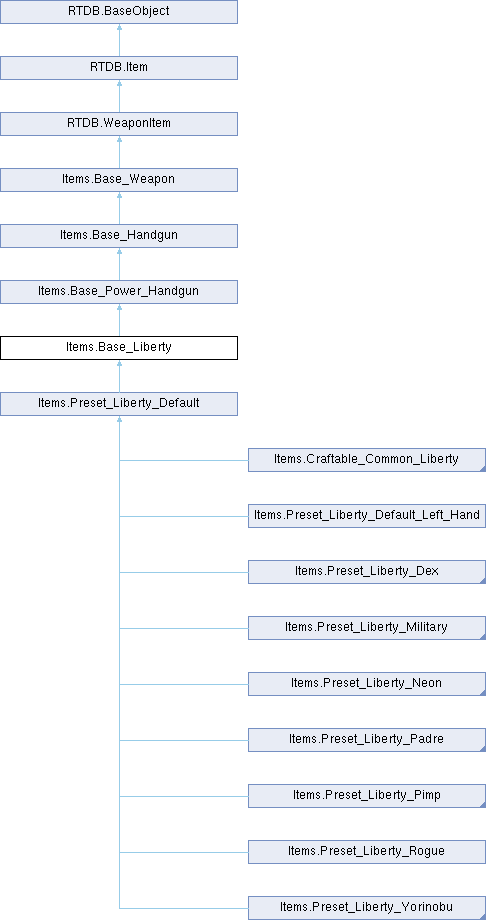 RTDB.BaseObject
RTDB.Item
RTDB.WeaponItem
Items.Base_Weapon
Items.Base_Handgun
Items.Base_Power_Handgun
Items.Base_Liberty
Items.Preset_Liberty_Default
Items.Craftable_Common_Liberty
Items.Preset_Liberty_Default_Left_Hand
Items.Preset_Liberty_Dex
Items.Preset_Liberty_Military
Items.Preset_Liberty_Neon
Items.Preset_Liberty_Padre
Items.Preset_Liberty_Pimp
Items.Preset_Liberty_Rogue
Items.Preset_Liberty_Yorinobu